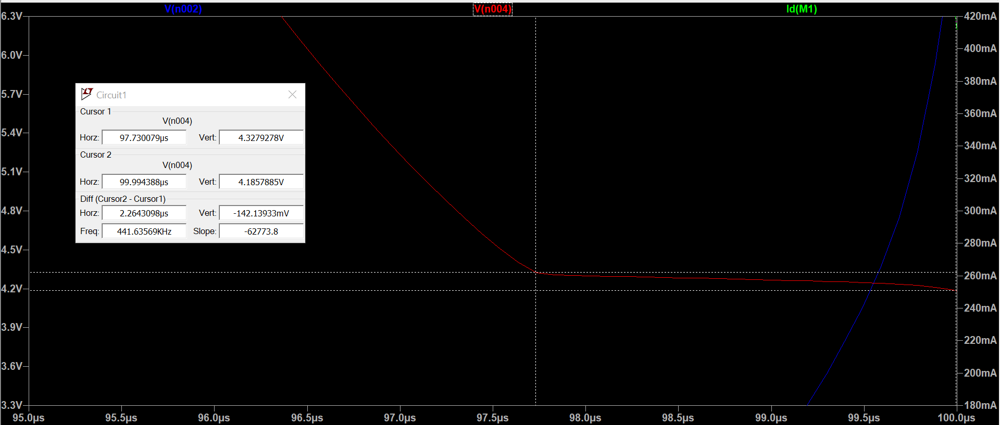 V(n002) V(n004) Id(M1)
6.3V 420mA
6.0V 400mA
5.7V 380mA
5.4V 360mA
5.1V 340mA
4.8V 320mA
4.5V 300mA
4.2V 280mA
3.9V 260mA
3.6V 240mA
3.3V 220mA
200mA
180mA
95.0µs 95.5µs 96.0µs 96.5µs 97.0µs 97.5µs 98.0µs 98.5µs 99.0µs 99.5µs 100.0µs
Circuit1
Cursor 1
V(n004)
Horz: 97.730079µs Vert: 4.3279278V
Cursor 2
V(n004)
Horz: 99.994388µs Vert: 4.1857885V
Diff (Cursor2 - Cursor1)
Horz: 2.2643098µs Vert: -142.13933mV
Freq: 441.63569KHz Slope: -62773.8